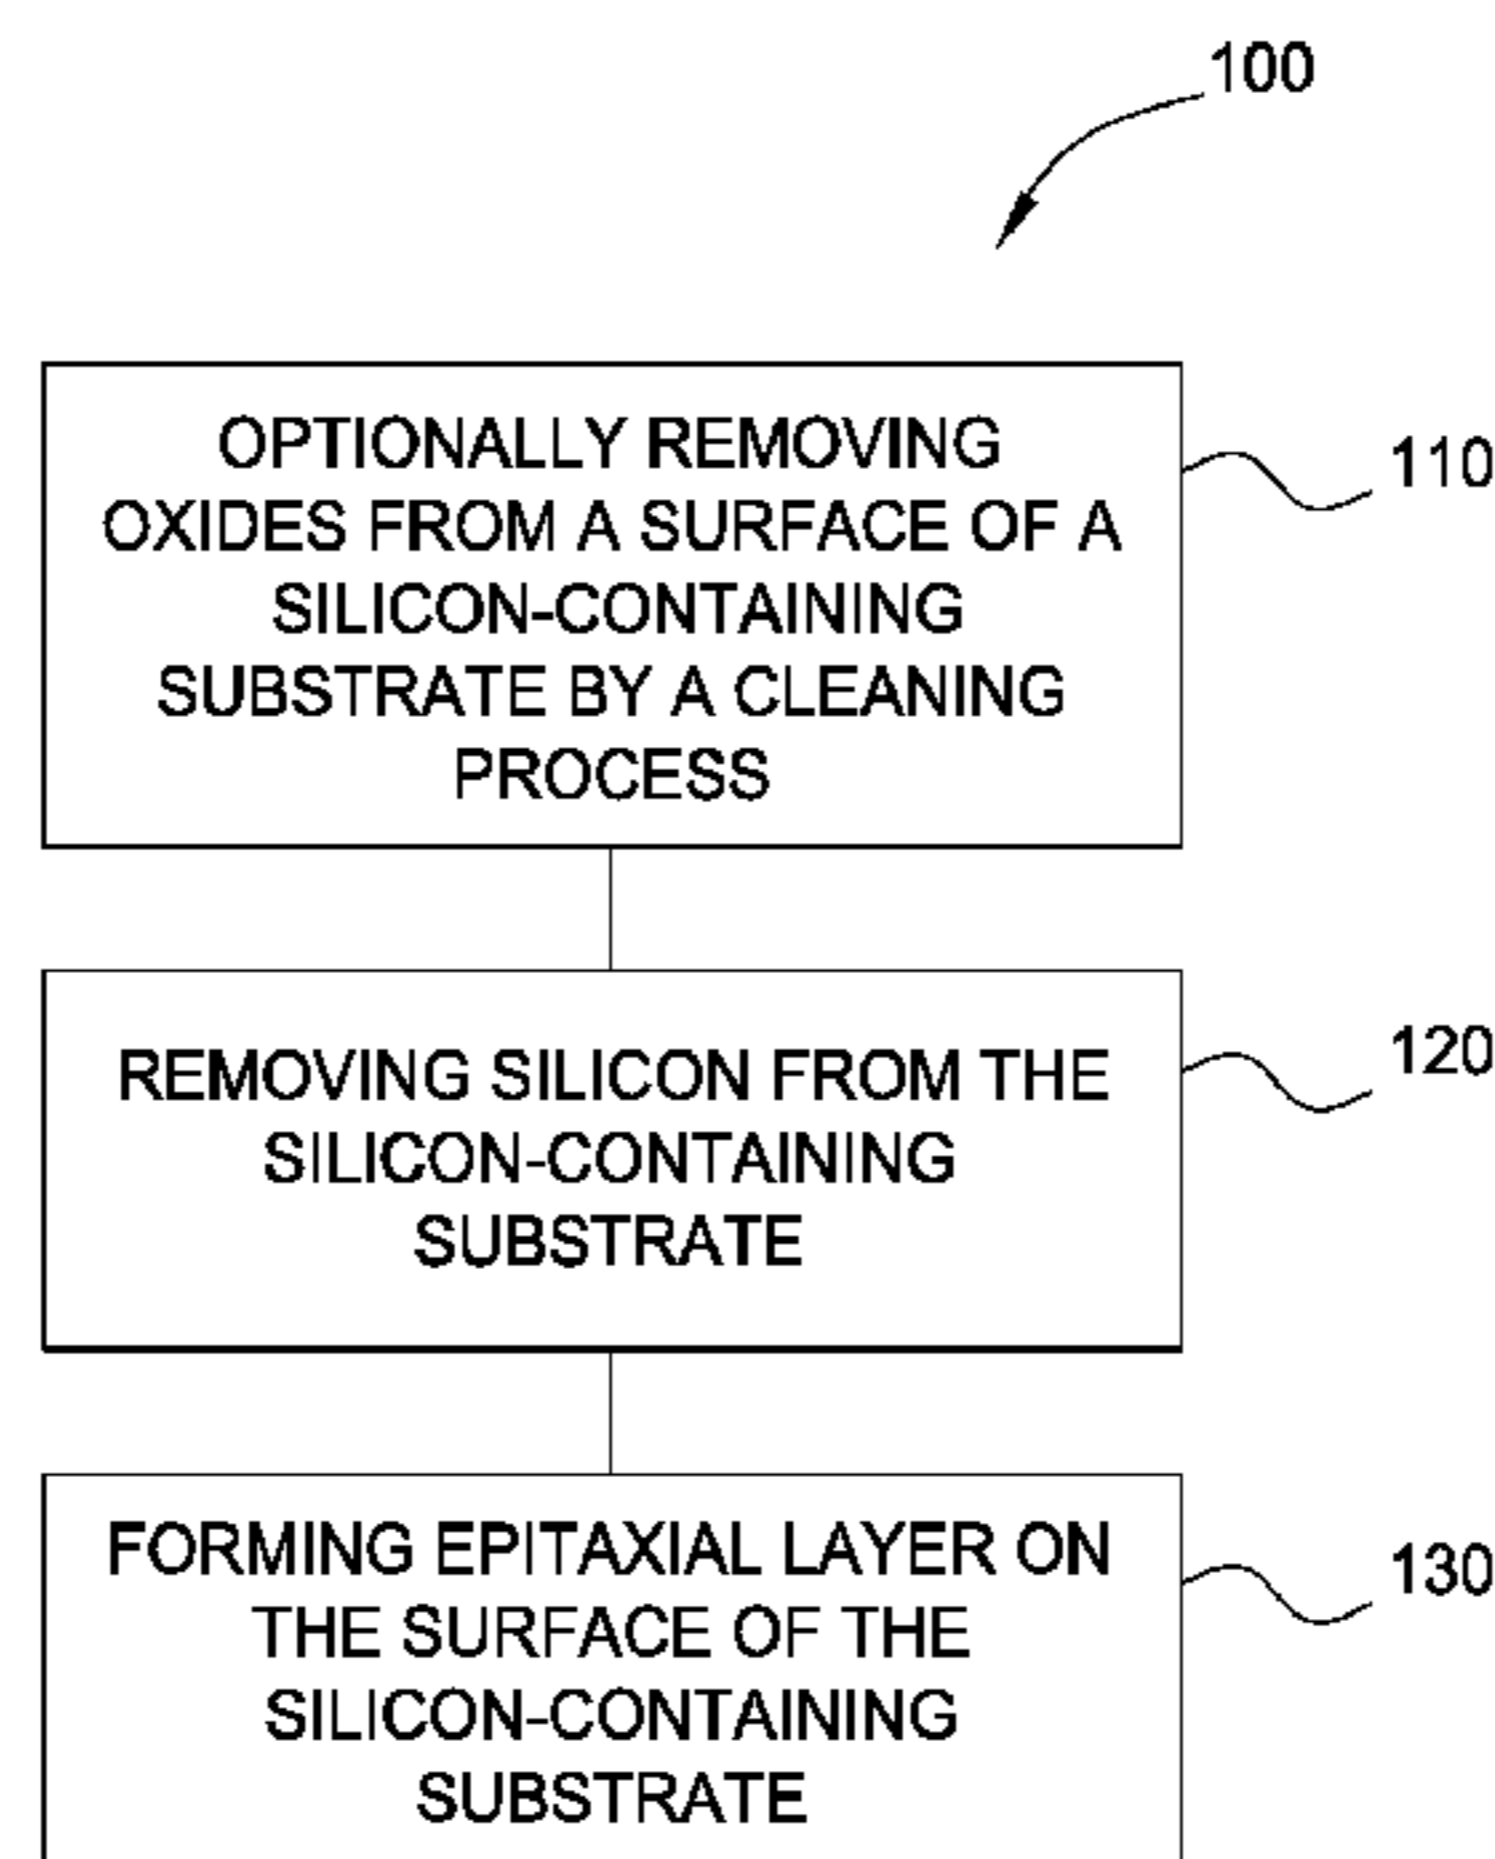 100
OPTIONALLY REMOVING
OXIDES FROM A SURFACE OF A
SILICON-CONTAINING
SUBSTRATE BY A CLEANING
PROCESS
110
REMOVING SILICON FROM THE
SILICON-CONTAINING
SUBSTRATE
120
FORMING EPITAXIAL LAYER ON
THE SURFACE OF THE
SILICON-CONTAINING
SUBSTRATE
130